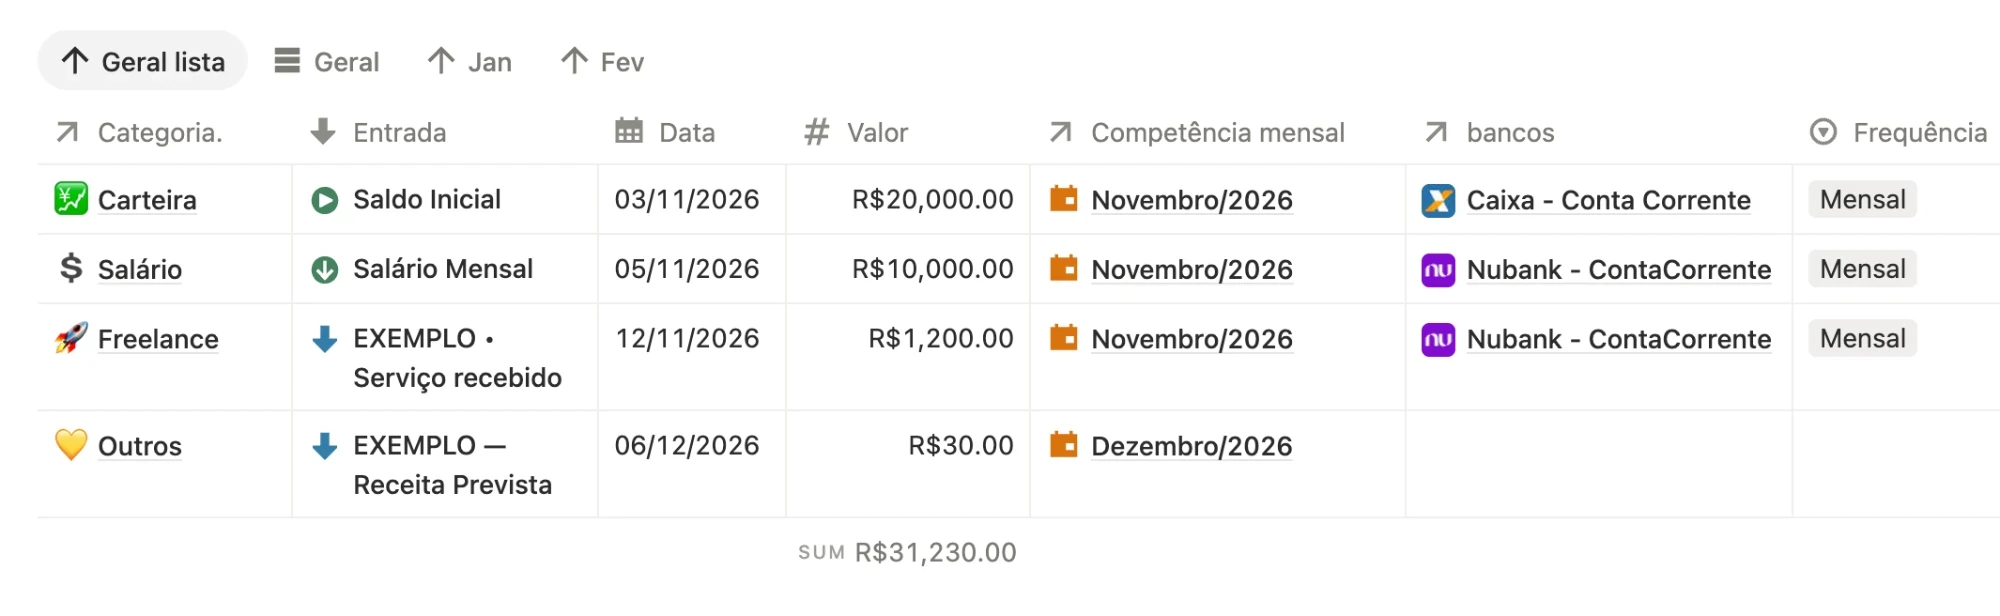 Geral lista Geral Jan Fev
Categoria. Entrada Data Valor Competência mensal bancos Frequência
Carteira Saldo Inicial 03/11/2026 R$20,000.00 Novembro/2026 Caixa - Conta Corrente Mensal
Salário Salário Mensal 05/11/2026 R$10,000.00 Novembro/2026 nu Nubank - ContaCorrente Mensal
Freelance EXEMPLO • 12/11/2026 R$1,200.00 Novembro/2026 nu Nubank - ContaCorrente Mensal
Serviço recebido
Outros EXEMPLO — 06/12/2026 R$30.00 Dezembro/2026
Receita Prevista
SUM R$31,230.00